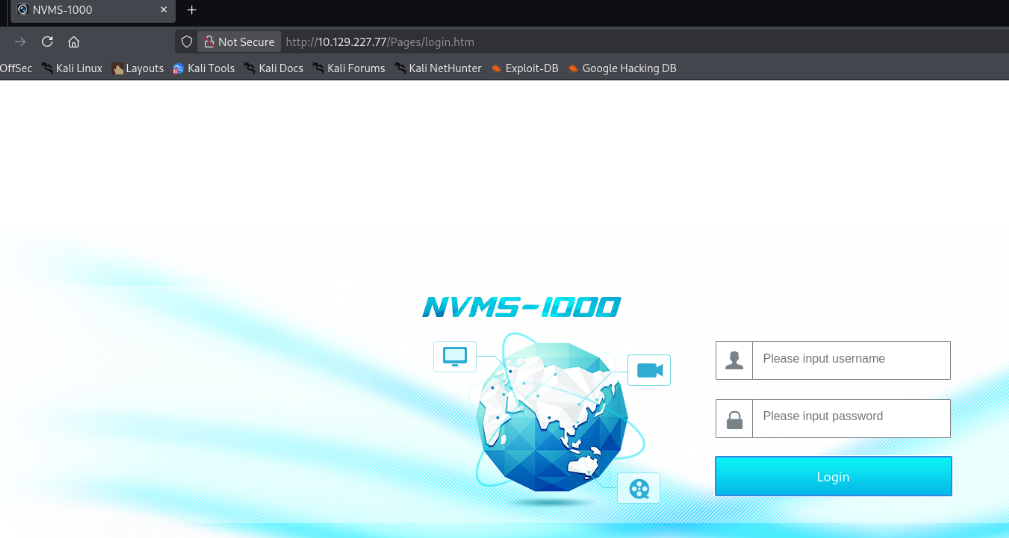 NVMS-1000
Not Secure http://10.129.227.77/Pages/login.htm
OffSec Kali Linux Layouts Kali Tools Kali Docs Kali Forums Kali NetHunter Exploit-DB Google Hacking DB
NVMS-1000
Please input username
Please input password
Login